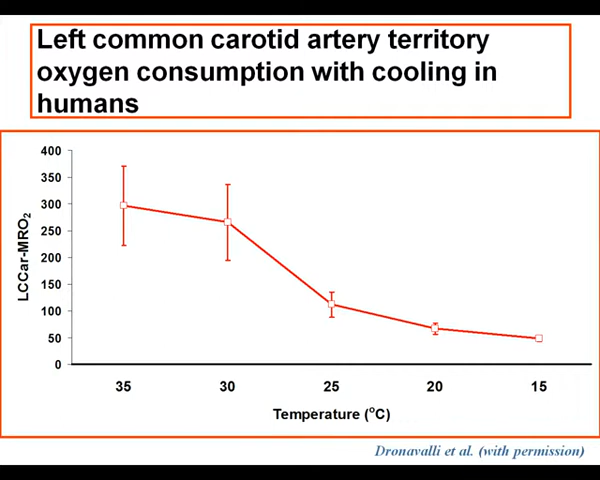 Left common carotid artery territory
oxygen consumption with cooling in
humans
400
350
300
250
200
150
100
50
0
LCCar-MRO2
35 30 25 20 15
Temperature (oC)
Dronavalli et al. (with permission)